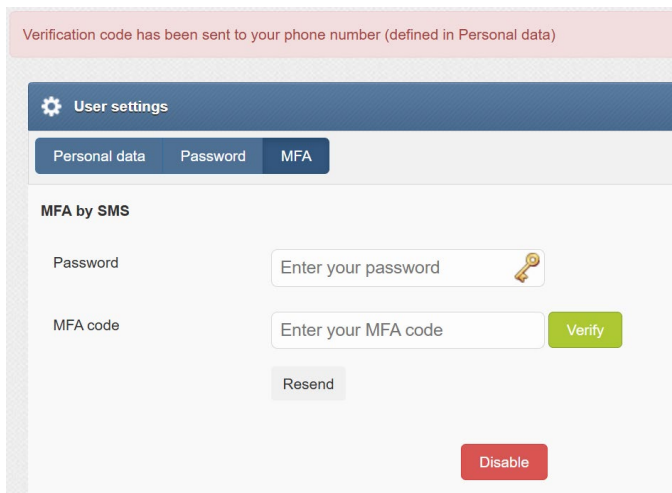 Verification code has been sent to your phone number (defined in Personal data)
User settings
Personal data Password MFA
MFA by SMS
Password Enter your password
MFA code Enter your MFA code Verify
Resend
Disable